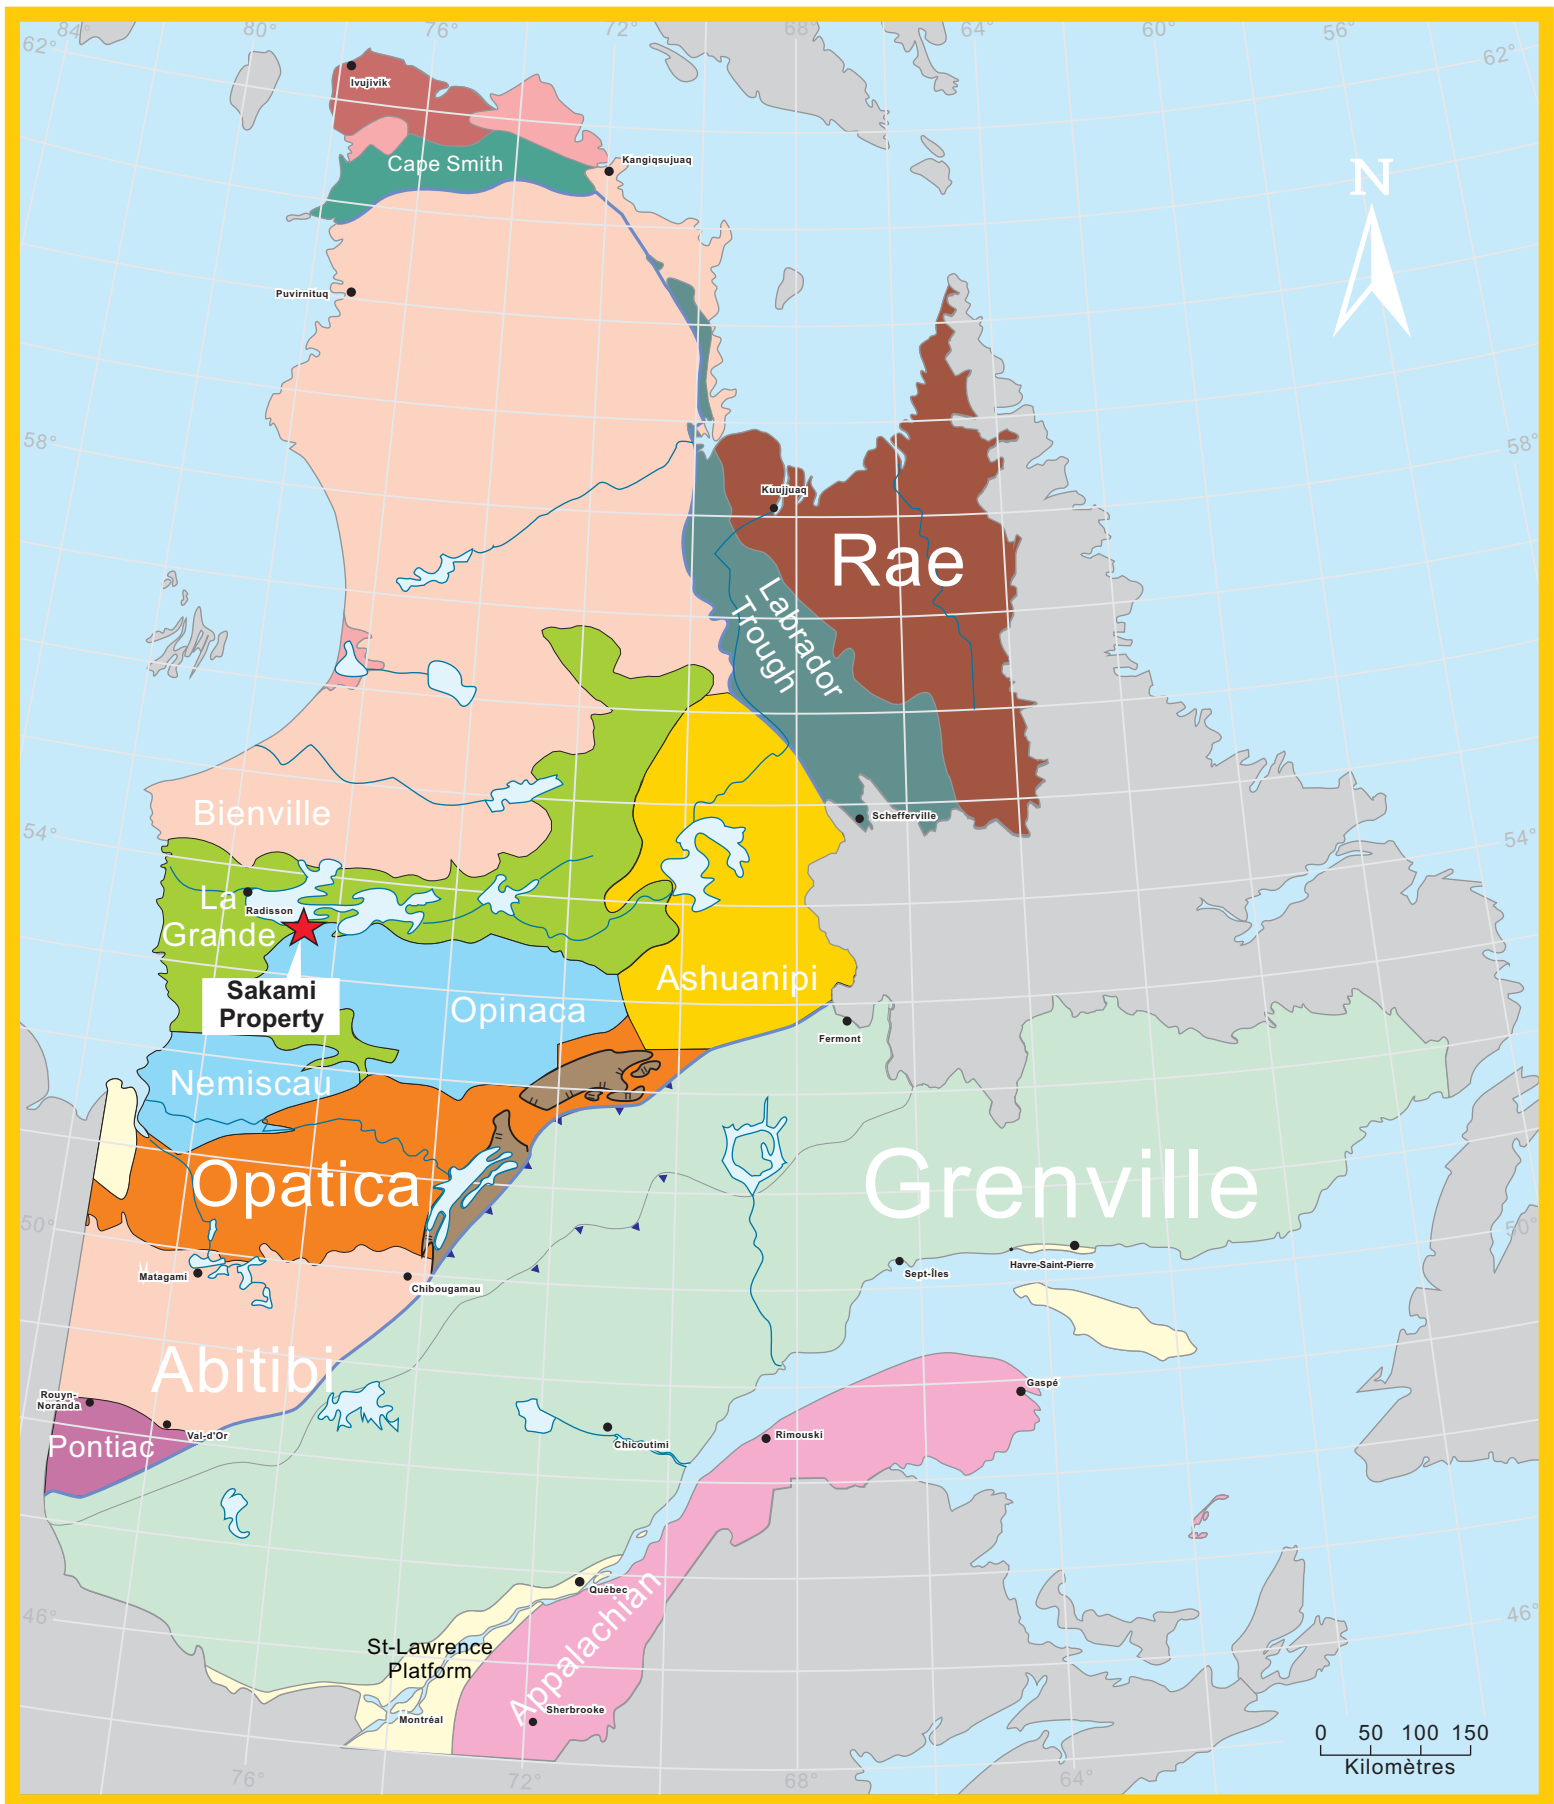 84°
80°
76°
72°
68°
64°
60°
56°
62°
62°
Ivujivik
Cape Smith
Kangiqsujuaq
N
Puvirnituq
58°
58°
Kuujjuaq
Rae
Labrador
Trough
Bienville
Schefferville
54°
54°
La
Grande
Radisson
Sakami
Property
Ashuanipi
Opinaca
Fermont
Nemiscau
Opatica
Grenville
50°
50°
Matagami
Chibougamau
Sept-Îles
Havre-Saint-Pierre
Abitibi
Rouyn-
Noranda
Val-d'Or
Pontiac
Gaspé
Rimouski
Chicoutimi
Québec
46°
46°
St-Lawrence
Platform
Appalachian
Sherbrooke
Montréal
0 50 100 150
Kilomètres
76°
72°
68°
64°